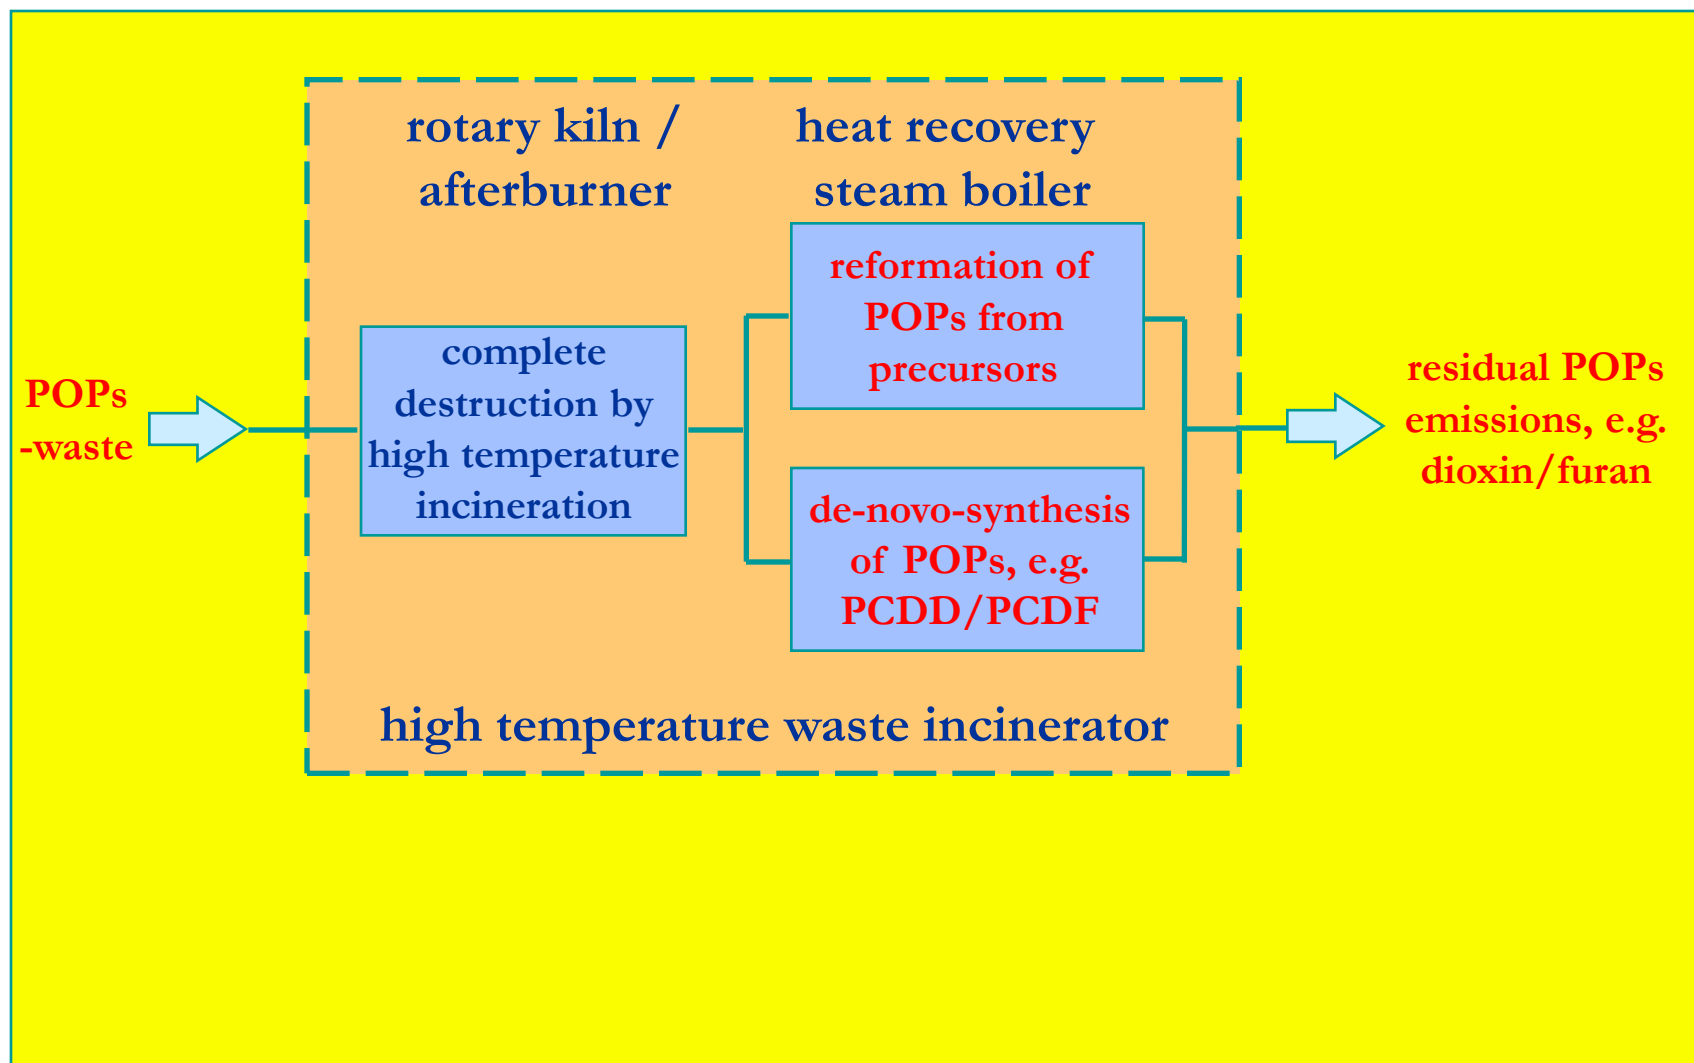 rotary kiln /
afterburner
heat recovery
steam boiler
POPs
-waste
complete
destruction by
high temperature
incineration
reformation of
POPs from
precursors
de-novo-synthesis
of POPs, e.g.
PCDD/PCDF
residual POPs
emissions, e.g.
dioxin/furan
high temperature waste incinerator